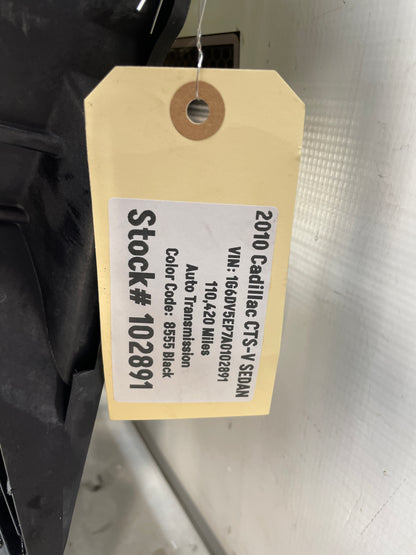 2010 Cadillac CTS-V SEDAN
VIN: 1G6DV5EP7A0102891
110,420 Miles
Auto Transmission
Color Code: 8555 Black
Stock# 102891